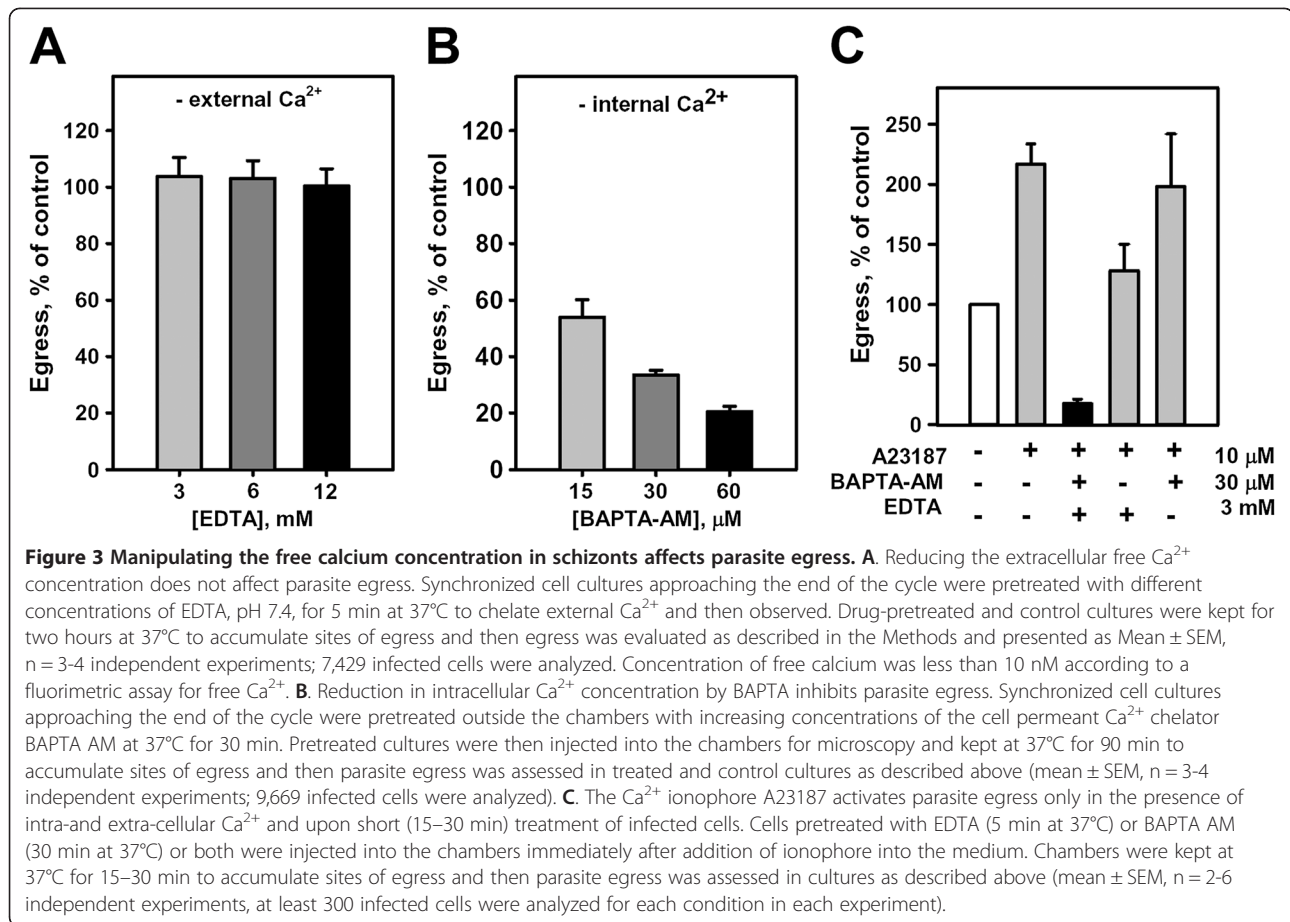 A
- external Ca2+
120
100
80
60
40
20
0
Egress, % of control
3 6 12
[EDTA], mM
B
- internal Ca2+
120
100
80
60
40
20
0
Egress, % of control
15 30 60
[BAPTA-AM], µM
C
250
200
150
100
50
0
Egress, % of control
A23187 - + + + + 10 µM
BAPTA-AM - - + - + 30 µM
EDTA - - + + - 3 mM
Figure 3 Manipulating the free calcium concentration in schizonts affects parasite egress. A. Reducing the extracellular free Ca2+
concentration does not affect parasite egress. Synchronized cell cultures approaching the end of the cycle were pretreated with different
concentrations of EDTA, pH 7.4, for 5 min at 37°C to chelate external Ca2+ and then observed. Drug-pretreated and control cultures were kept for
two hours at 37°C to accumulate sites of egress and then egress was evaluated as described in the Methods and presented as Mean ± SEM,
n = 3-4 independent experiments; 7,429 infected cells were analyzed. Concentration of free calcium was less than 10 nM according to a
fluorimetric assay for free Ca2+. B. Reduction in intracellular Ca2+ concentration by BAPTA inhibits parasite egress. Synchronized cell cultures
approaching the end of the cycle were pretreated outside the chambers with increasing concentrations of the cell permeant Ca2+ chelator
BAPTA AM at 37°C for 30 min. Pretreated cultures were then injected into the chambers for microscopy and kept at 37°C for 90 min to
accumulate sites of egress and then parasite egress was assessed in treated and control cultures as described above (mean ± SEM, n = 3-4
independent experiments; 9,669 infected cells were analyzed). C. The Ca2+ ionophore A23187 activates parasite egress only in the presence of
intra-and extra-cellular Ca2+ and upon short (15–30 min) treatment of infected cells. Cells pretreated with EDTA (5 min at 37°C) or BAPTA AM
(30 min at 37°C) or both were injected into the chambers immediately after addition of ionophore into the medium. Chambers were kept at
37°C for 15–30 min to accumulate sites of egress and then parasite egress was assessed in cultures as described above (mean ± SEM, n = 2-6
independent experiments, at least 300 infected cells were analyzed for each condition in each experiment).